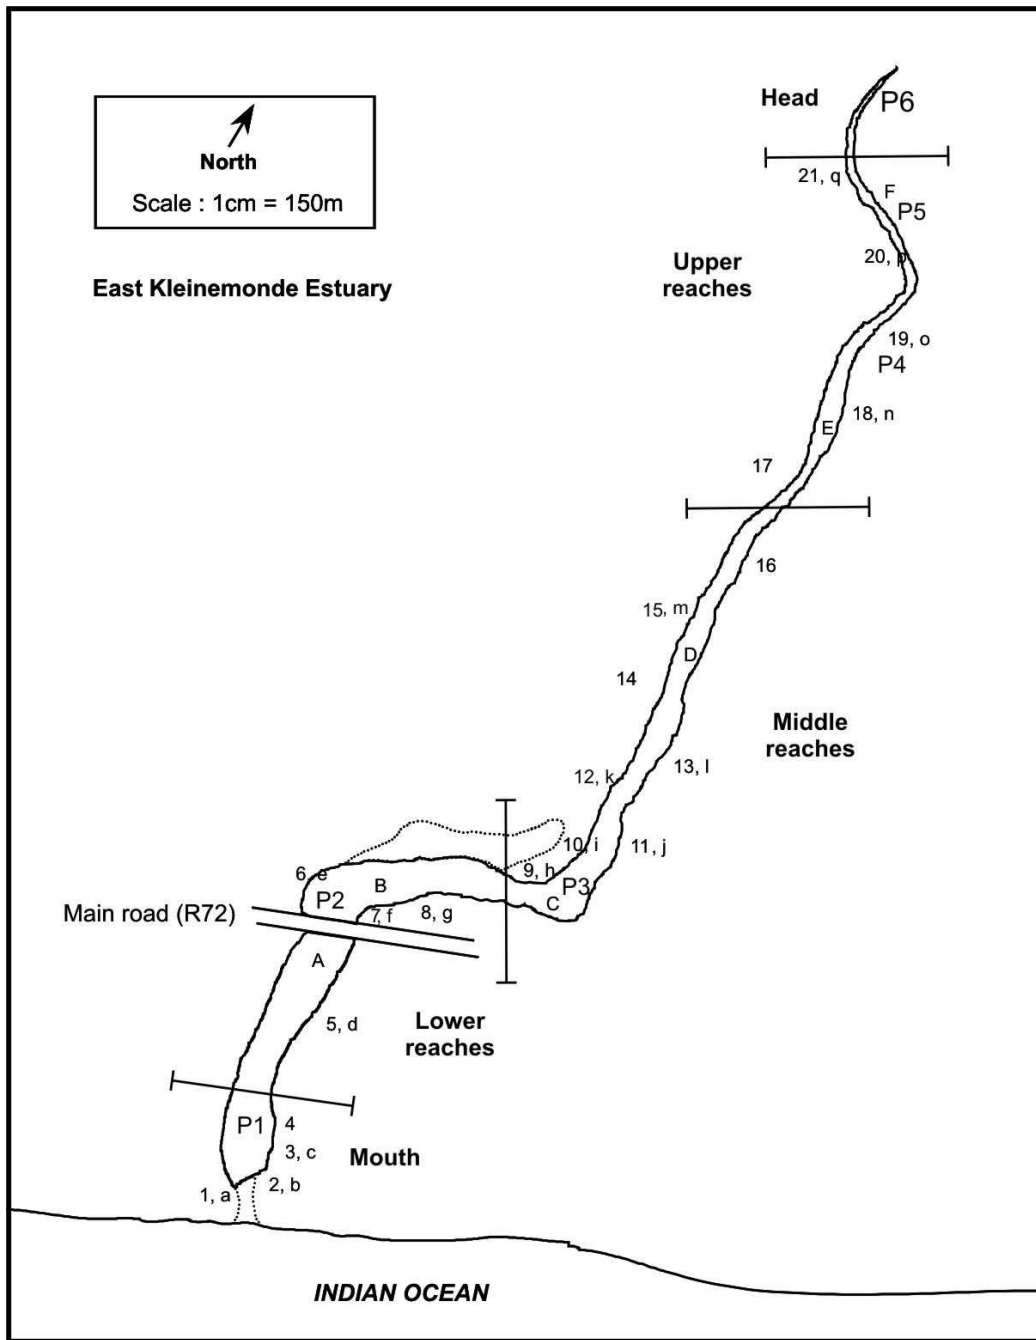 Head
P6
North
21, q
F
Scale : 1cm = 150m
P5
Upper
reaches
20, p
East Kleinemonde Estuary
19, o
P4
18, n
E
17
16
15, m
D
14
Middle
reaches
13, l
12, k
10, i
11, j
9, h
6, e
B
P3
P2
C
Main road (R72)
7, f
8, g
A
5, d
Lower
reaches
P1
4
3, c
Mouth
2, b
1, a
INDIAN OCEAN